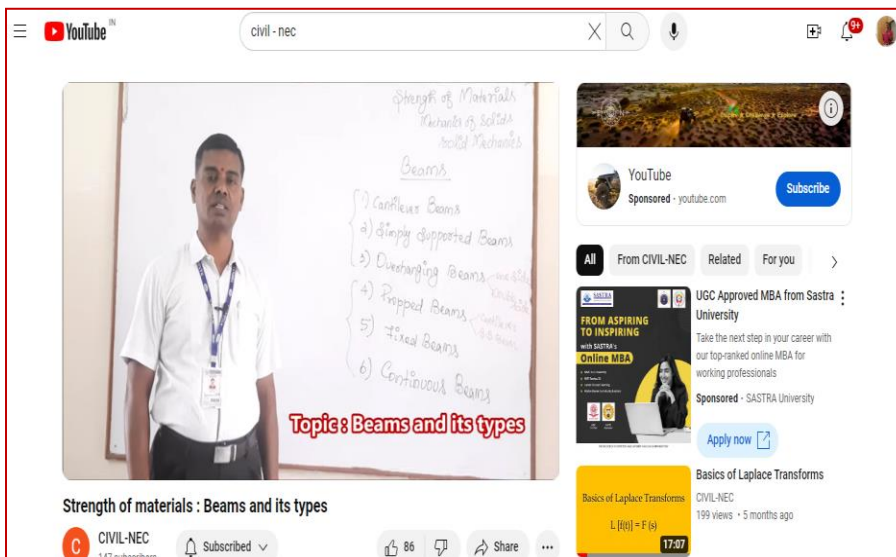 YouTube IN
civil - nec
9+
Strength of Materials
Mechanics of Solids
Solid Mechanics
Beams
1) Cantilever Beams
2) Simply Supported Beams
3) Overhanging Beams
4) Propped Beams
5) Fixed Beams
6) Continuous Beams
Topic : Beams and its types
Strength of materials : Beams and its types
C
CIVIL-NEC
147 subscribers
Subscribed
86
Share
YouTube
Sponsored · youtube.com
Subscribe
All
From CIVIL-NEC
Related
For you
SASTRA
FROM ASPIRING
TO INSPIRING
with SASTRA's
Online MBA
UGC Approved MBA from Sastra
University
Take the next step in your career with
our top-ranked online MBA for
working professionals
Sponsored · SASTRA University
Apply now
Basics of Laplace Transforms
L [f(t)] = F (s)
17:07
Basics of Laplace Transforms
CIVIL-NEC
199 views · 5 months ago